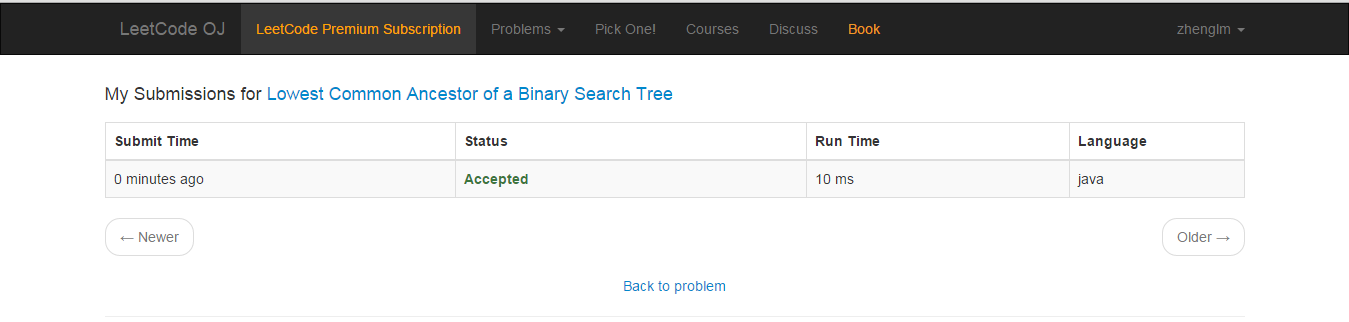 LeetCode OJ LeetCode Premium Subscription Problems Pick One! Courses Discuss Book zhenglm
My Submissions for Lowest Common Ancestor of a Binary Search Tree
Submit Time Status Run Time Language
0 minutes ago Accepted 10 ms java
← Newer Older →
Back to problem